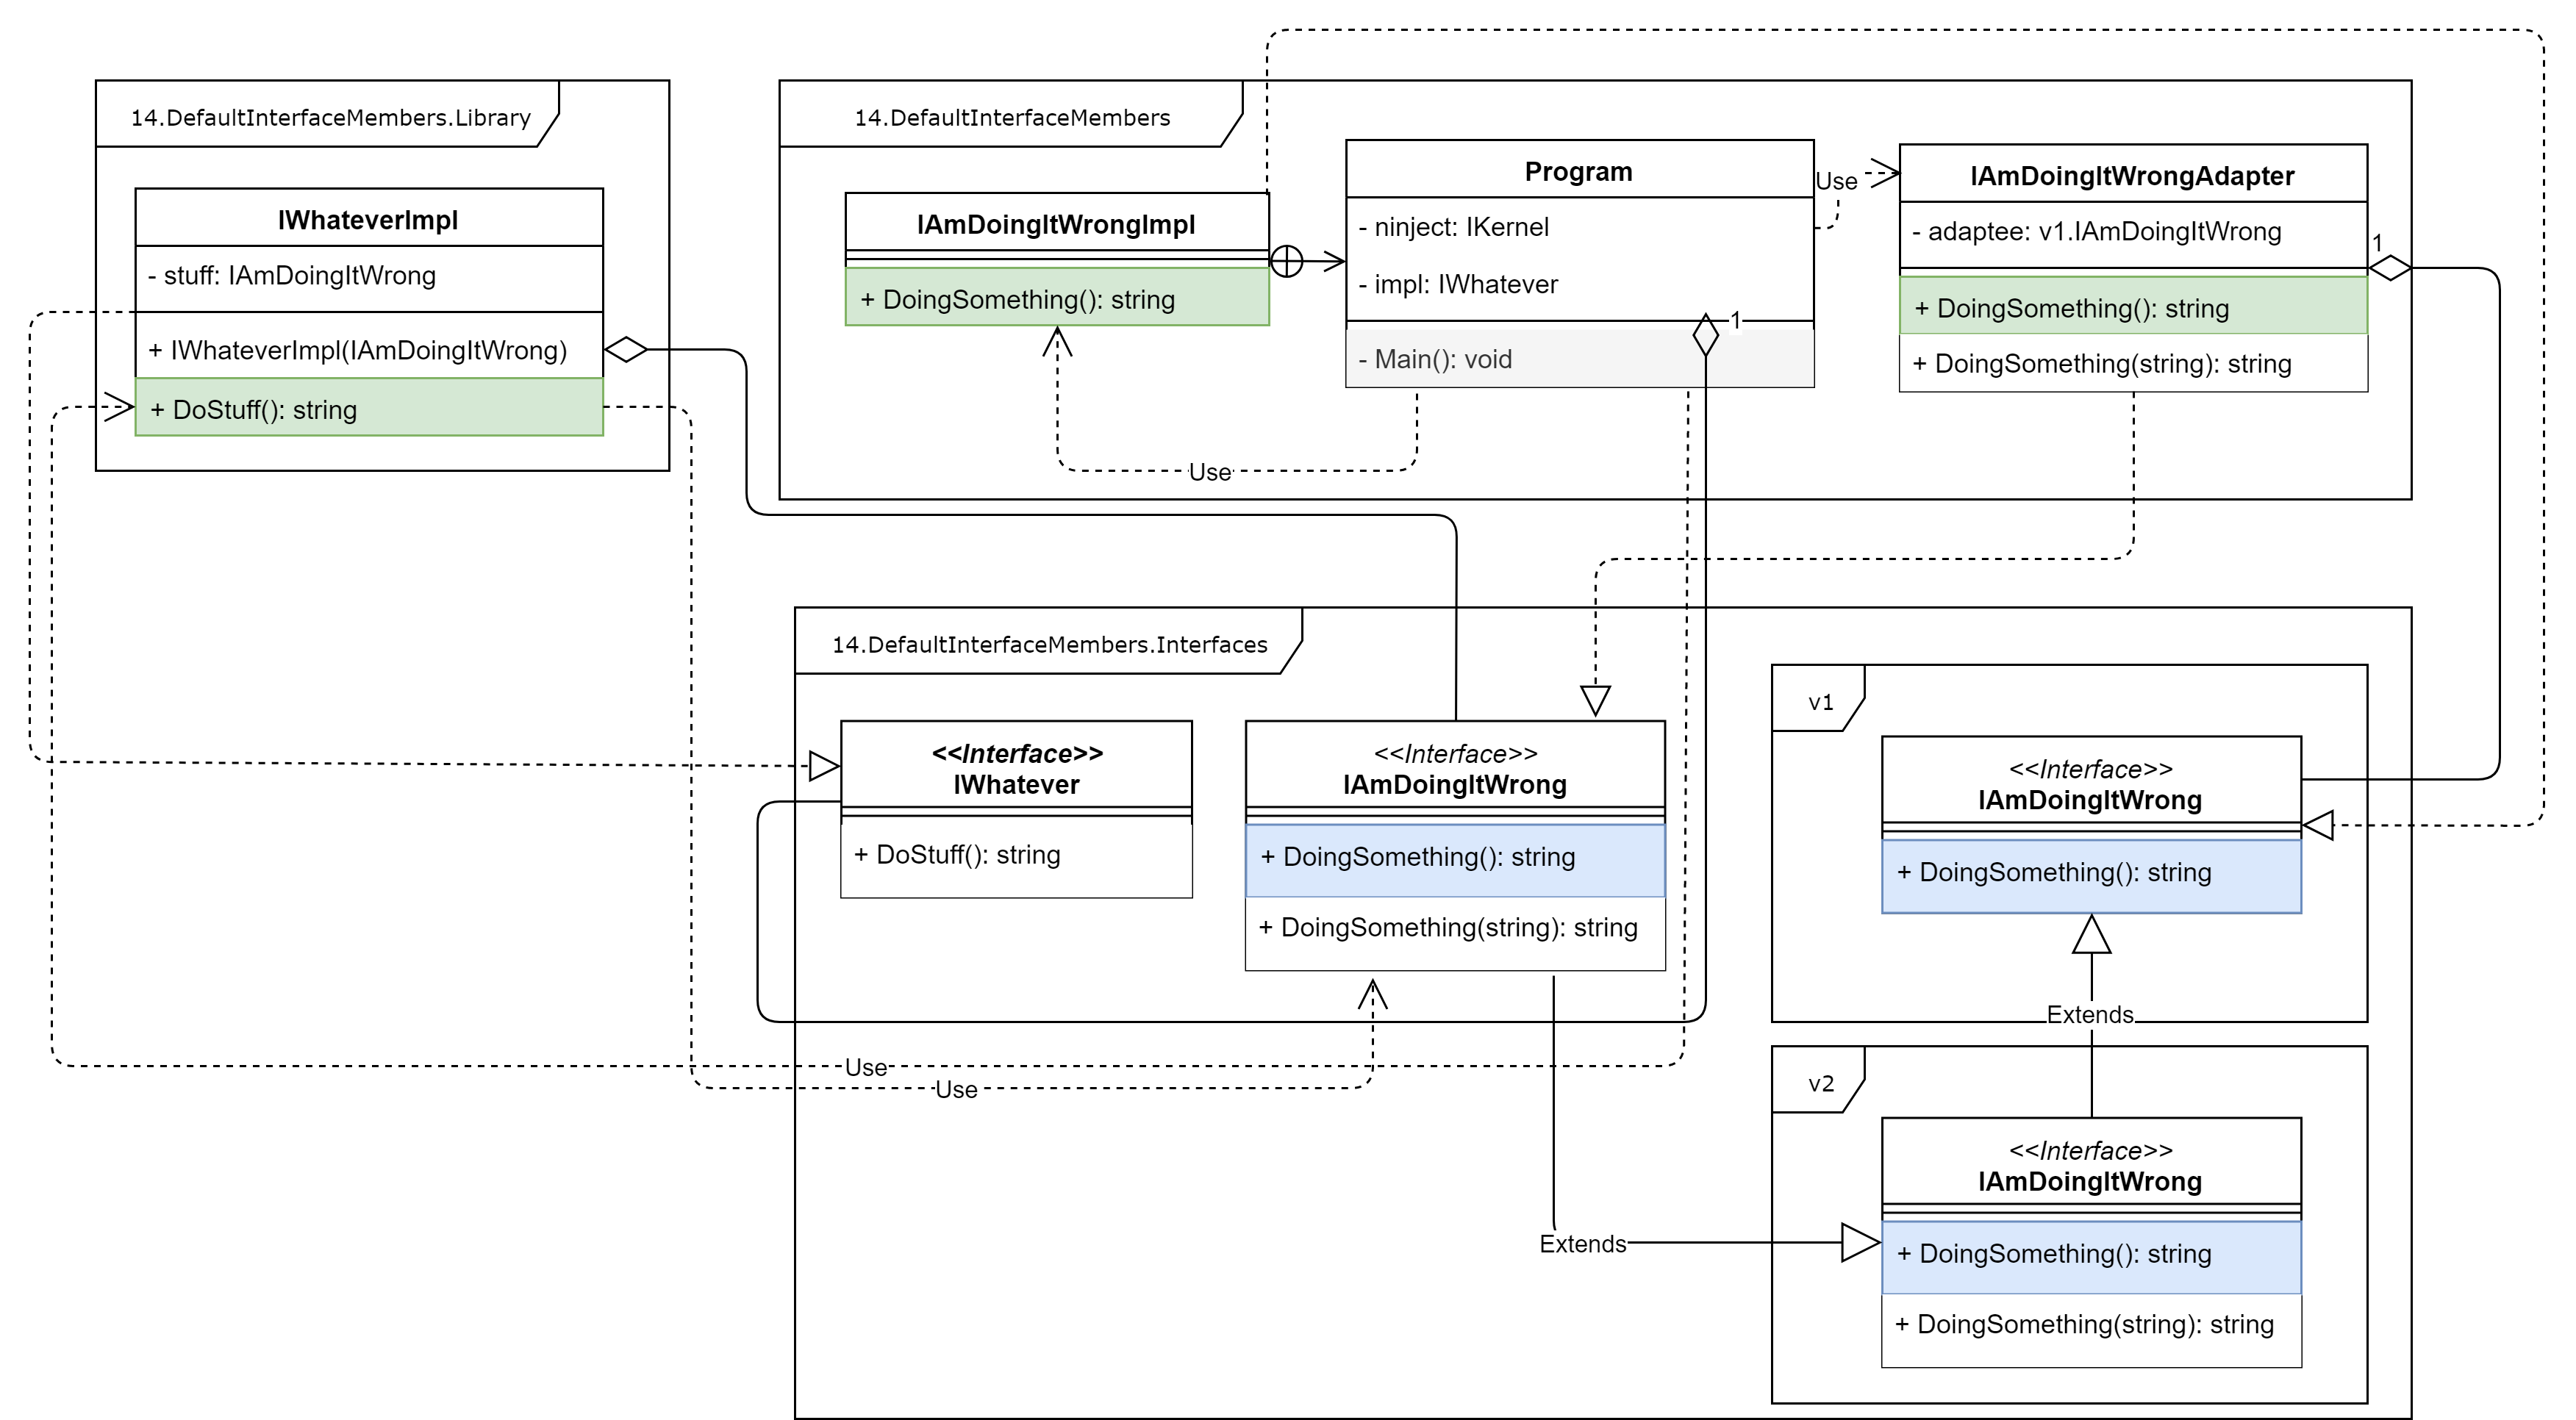 14.DefaultInterfaceMembers.Library
IWhateverImpl
- stuff: IAmDoingItWrong
+ IWhateverImpl(IAmDoingItWrong)
+ DoStuff(): string
14.DefaultInterfaceMembers
IAmDoingItWrongImpl
+ DoingSomething(): string
Program
- ninject: IKernel
- impl: IWhatever
1
- Main(): void
Use
Use
IAmDoingItWrongAdapter
- adaptee: v1.IAmDoingItWrong
1
+ DoingSomething(): string
+ DoingSomething(string): string
14.DefaultInterfaceMembers.Interfaces
<<Interface>>
IWhatever
+ DoStuff(): string
<<Interface>>
IAmDoingItWrong
+ DoingSomething(): string
+ DoingSomething(string): string
v1
<<Interface>>
IAmDoingItWrong
+ DoingSomething(): string
Extends
Use
Use
v2
<<Interface>>
IAmDoingItWrong
+ DoingSomething(): string
+ DoingSomething(string): string
Extends